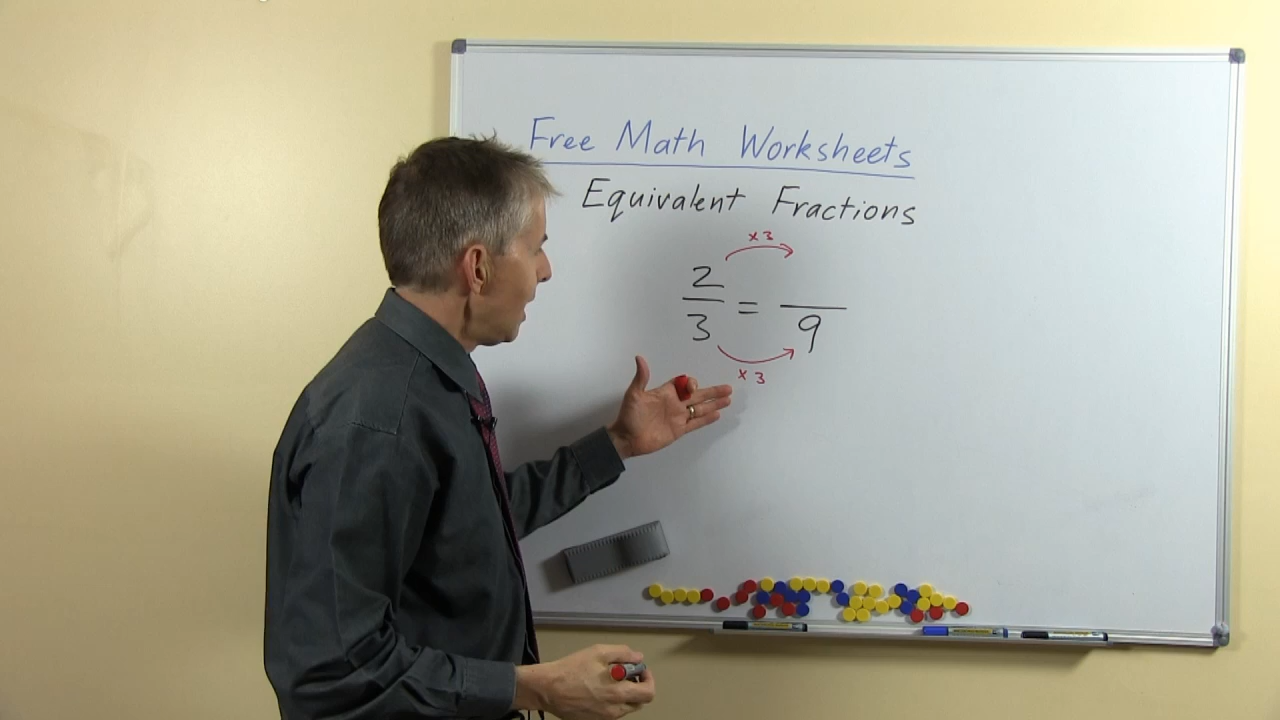 Free Math Worksheets
Equivalent Fractions
x3
2
3
=
9
x3